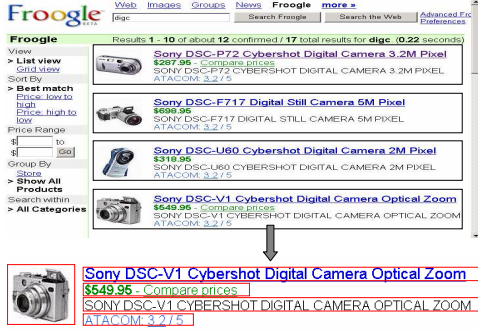 Web Images Groups News Froogle more »
Froogle BETA
digc Search Froogle Search the Web Advanced Fro
Preferences
Froogle Results 1 - 10 of about 12 confirmed / 17 total results for digc (0.22 seconds)
View
> List view
Grid view
Sort By
> Best match
Price: low to
high
Price: high to
low
Price Range
$ to
$ Go
Group By
Store
> Show All
Products
Search within
> All Categories
Sony DSC-P72 Cybershot Digital Camera 3.2M Pixel
$287.95 - Compare prices
SONY DSC-P72 CYBERSHOT DIGITAL CAMERA 3.2M PIXEL
ATACOM: 3.2 / 5
Sony DSC-F717 Digital Still Camera 5M Pixel
$698.95
SONY DSC-F717 DIGITAL STILL CAMERA 5M PIXEL
ATACOM: 3.2 / 5
Sony DSC-U60 Cybershot Digital Camera 2M Pixel
$318.95
SONY DSC-U60 CYBERSHOT DIGITAL CAMERA 2M PIXEL
ATACOM: 3.2 / 5
Sony DSC-V1 Cybershot Digital Camera Optical Zoom
$549.95 - Compare prices
SONY DSC-V1 CYBERSHOT DIGITAL CAMERA OPTICAL ZOOM
ATACOM: 3.2 / 5
Sony DSC-V1 Cybershot Digital Camera Optical Zoom
$549.95 - Compare prices
SONY DSC-V1 CYBERSHOT DIGITAL CAMERA OPTICAL ZOOM
ATACOM: 3.2 / 5